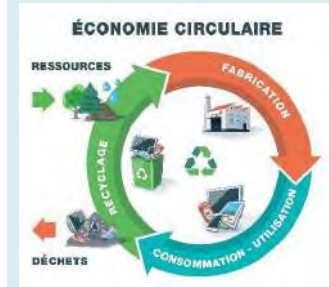 ÉCONOMIE CIRCULAIRE
RESSOURCES
FABRICATION
RECYCLAGE
DÉCHETS
CONSOMMATION - UTILISATION